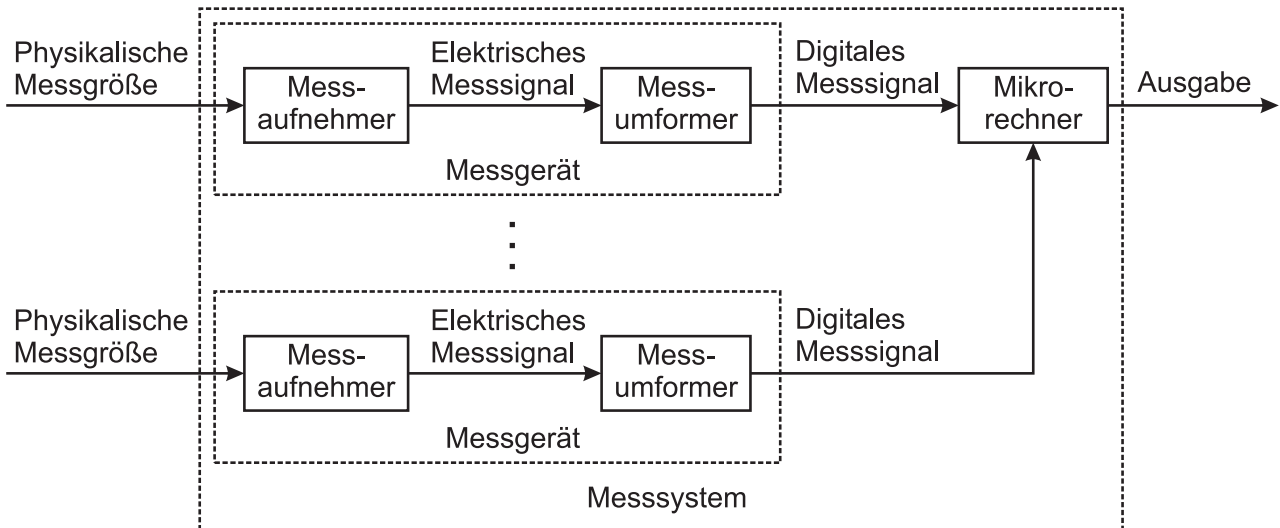 Physikalische
Messgröße
Mess-
aufnehmer
Elektrisches
Messsignal
Mess-
umformer
Messgerät
Digitales
Messsignal
Mikro-
rechner
Ausgabe
Physikalische
Messgröße
Mess-
aufnehmer
Elektrisches
Messsignal
Mess-
umformer
Messgerät
Digitales
Messsignal
Messsystem